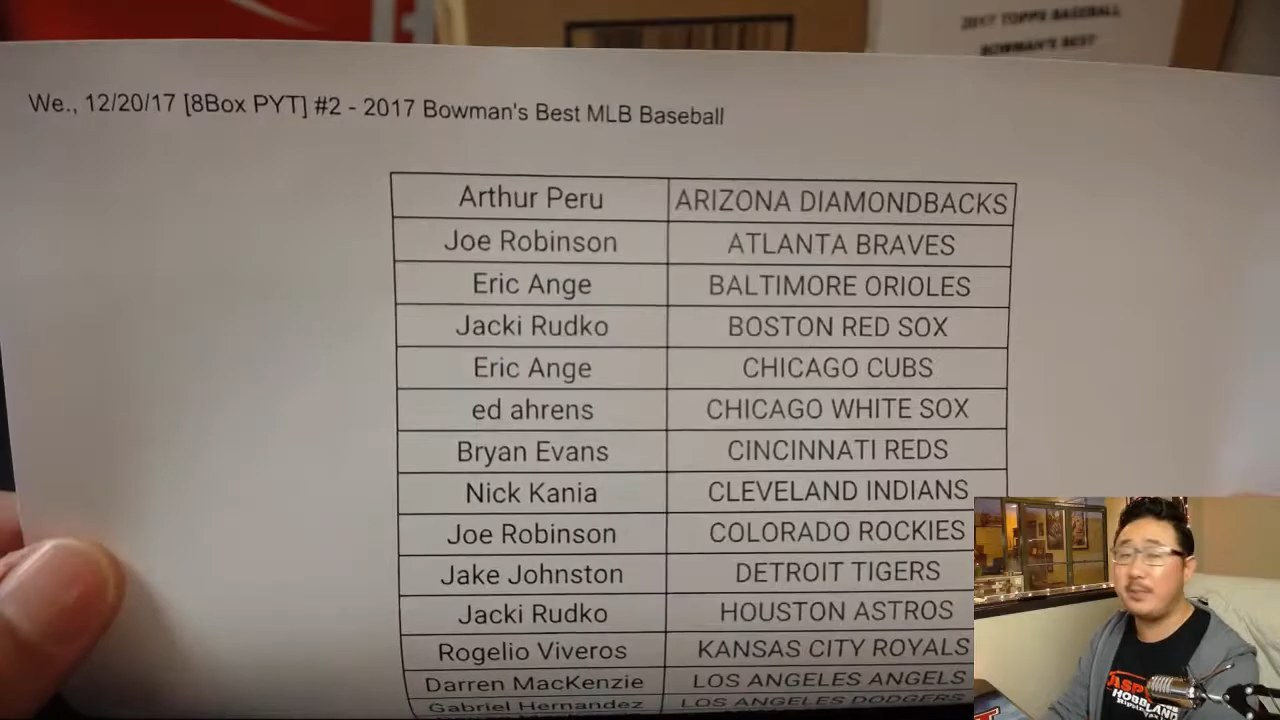 2017 TOPPS BASEBALL
BOWMAN'S BEST
We., 12/20/17 [8Box PYT] #2 - 2017 Bowman's Best MLB Baseball
Arthur Peru ARIZONA DIAMONDBACKS
Joe Robinson ATLANTA BRAVES
Eric Ange BALTIMORE ORIOLES
Jacki Rudko BOSTON RED SOX
Eric Ange CHICAGO CUBS
ed ahrens CHICAGO WHITE SOX
Bryan Evans CINCINNATI REDS
Nick Kania CLEVELAND INDIANS
Joe Robinson COLORADO ROCKIES
Jake Johnston DETROIT TIGERS
Jacki Rudko HOUSTON ASTROS
Rogelio Viveros KANSAS CITY ROYALS
Darren MacKenzie LOS ANGELES ANGELS
Gabriel Hernandez LOS ANGELES DODGERS